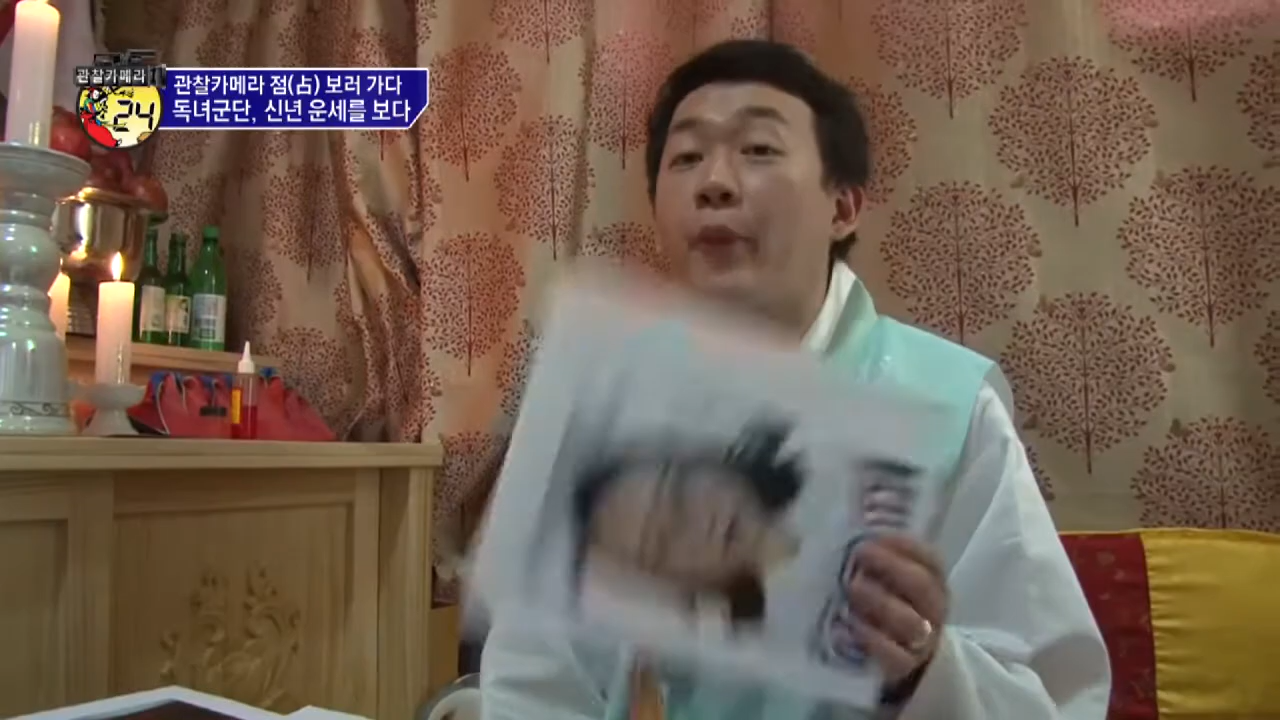 관찰카메라
24
관찰카메라 점(占) 보러 가다
독녀군단, 신년 운세를 보다